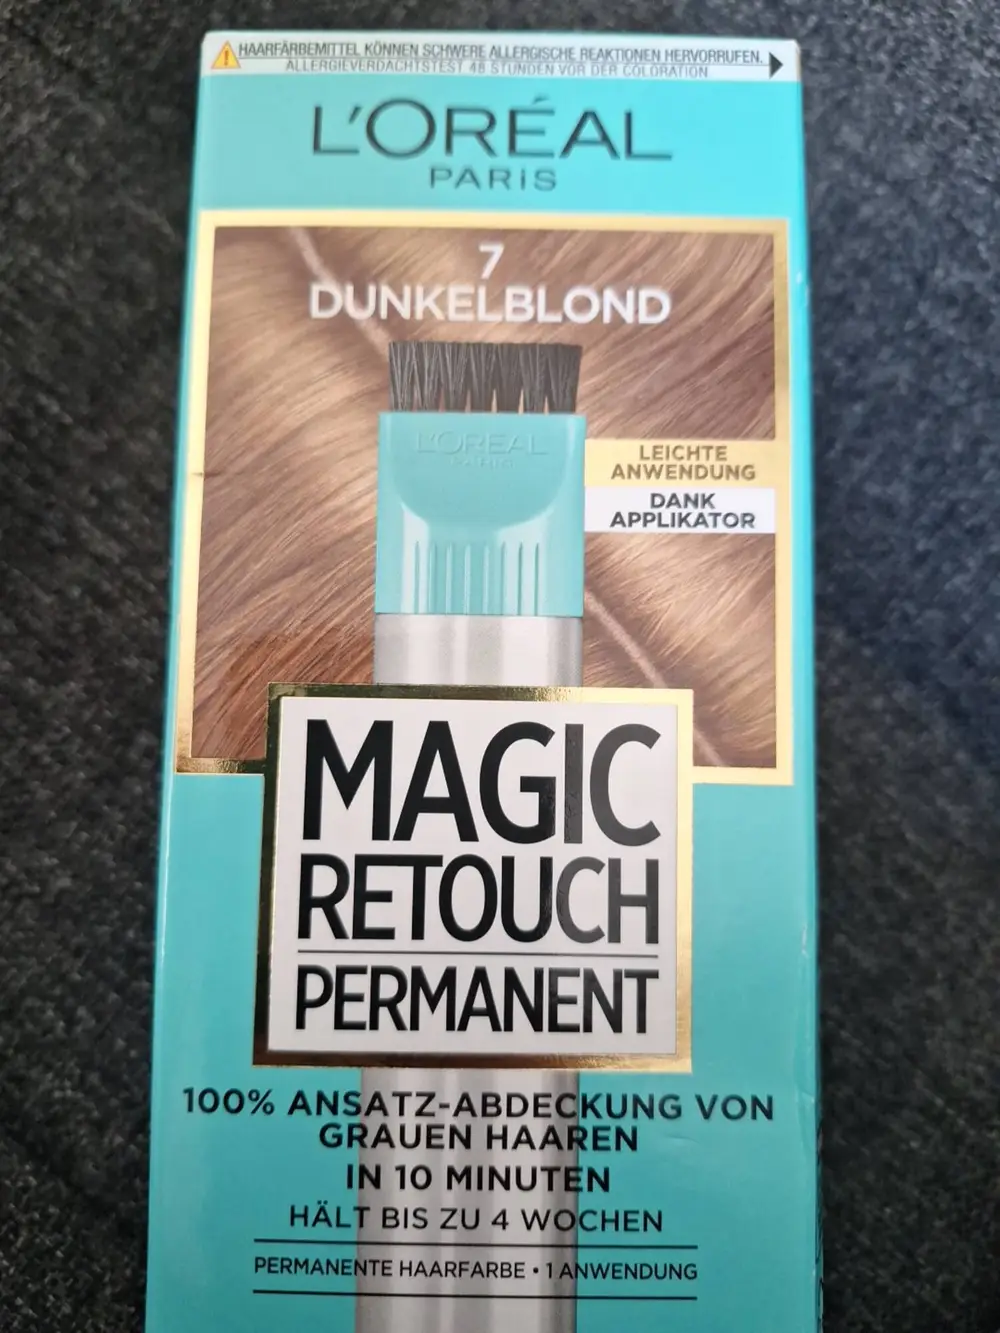 HAARFÄRBEMITTEL KÖNNEN SCHWERE ALLERGISCHE REAKTIONEN HERVORRUFEN.
ALLERGIEVERDACHTSTEST 48 STUNDEN VOR DER COLORATION
L'ORÉAL
PARIS
7
DUNKELBLOND
L'ORÉAL
PARIS
LEICHTE
ANWENDUNG
DANK
APPLIKATOR
MAGIC
RETOUCH
PERMANENT
100% ANSATZ-ABDECKUNG VON
GRAUEN HAAREN
IN 10 MINUTEN
HÄLT BIS ZU 4 WOCHEN
PERMANENTE HAARFARBE • 1 ANWENDUNG